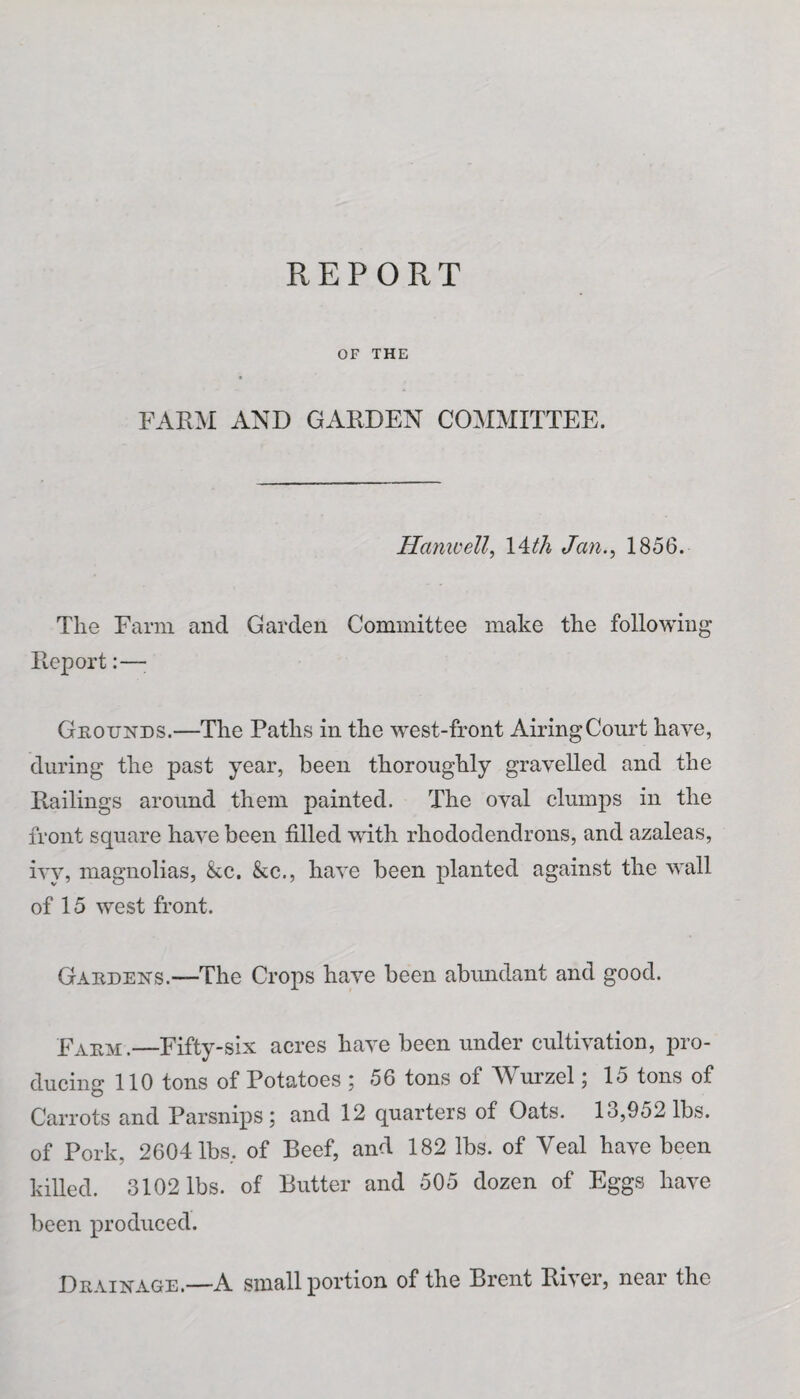 REPORT
OF THE
FARM AND GARDEN COMMITTEE.
Hanwell, 14th Jan., 1856.
The Farm and Garden Committee make the following
Report:—
Grounds.—The Paths in the west-front Airing Court have,
during the past year, been thoroughly gravelled and the
Railings around them painted. The oval clumps in the
front square have been filled with rhododendrons, and azaleas,
ivy, magnolias, &c. &c., have been planted against the wall
of 15 west front.
Gardens.—The Crops have been abundant and good.
Farm.—Fifty-six acres have been under cultivation, pro-
ducing 110 tons of Potatoes; 56 tons of Wurzel; 15 tons of
Carrots and Parsnips; and 12 quarters of Oats. 13,952 lbs.
of Pork, 2604 lbs. of Beef, and 182 lbs. of Veal have been
killed. 3102 lbs. of Butter and 505 dozen of Eggs have
been produced.
Drainage.—A small portion of the Brent River, near the